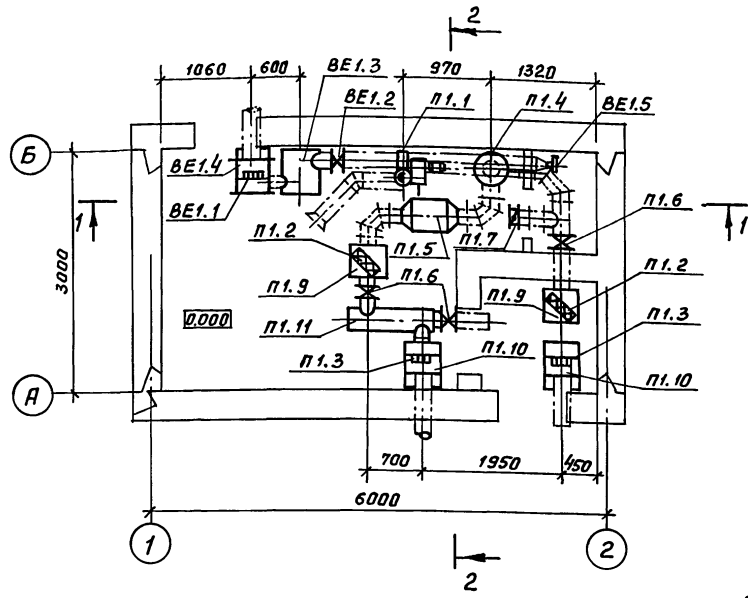 2
1060
600
ВЕ1.3
970
1320
ВЕ1.2
П1.1
П1.4
ВЕ1.5
Б
ВЕ1.4
ВЕ1.1
1
П1.6
1
П1.2
П1.5
П1.7
3000
П1.9
П1.6
П1.2
П1.9
П1.3
0.000
П1.11
П1.3
П1.10
П1.10
А
700
1950
450
6000
1
2
2